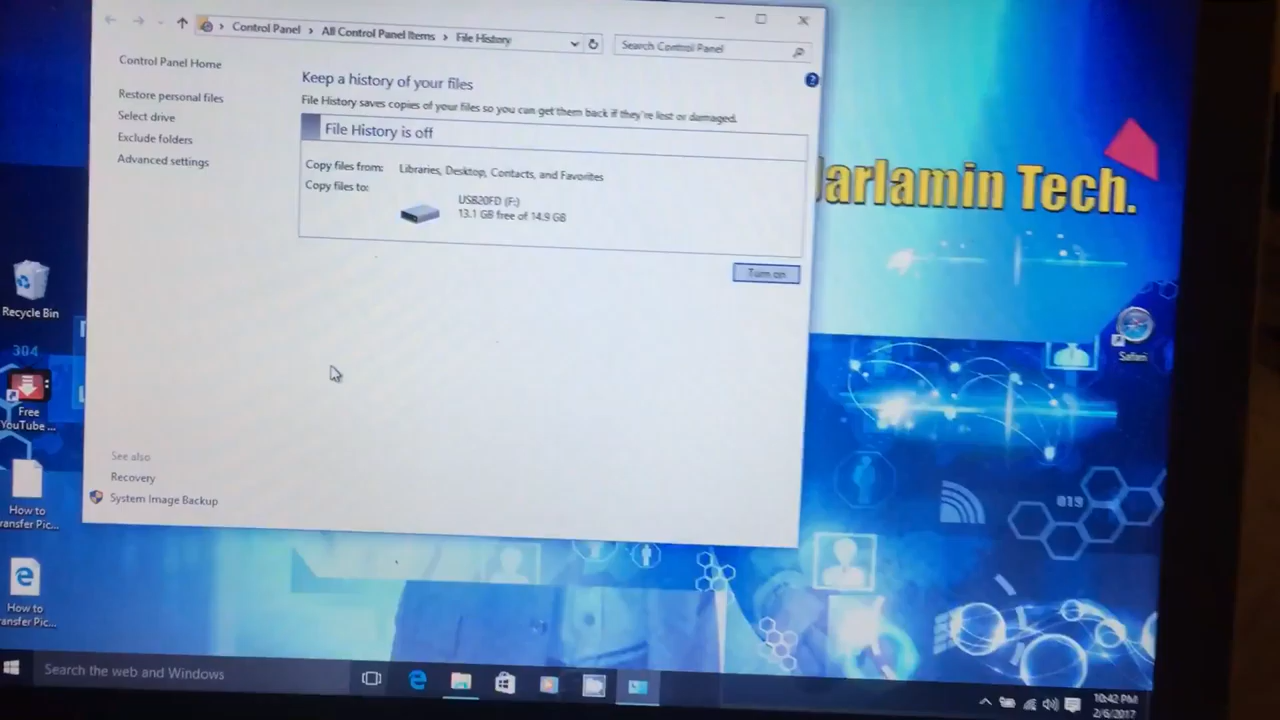 Control Panel
All Control Panel Items
File History
Search Control Panel
Control Panel Home
Restore personal files
Select drive
Exclude folders
Advanced settings
Keep a history of your files
File History saves copies of your files so you can get them back if they're lost or damaged.
File History is off
Copy files from:
Libraries, Desktop, Contacts, and Favorites
Copy files to:
USB20FD (F:)
13.1 GB free of 14.9 GB
Turn on
See also
Recovery
System Image Backup
arlamin Tech.
Recycle Bin
304
Free
YouTube ...
How to
ransfer Pic...
How to
ransfer Pic...
Safari
019
Search the web and Windows
10:42 PM
2/6/2017